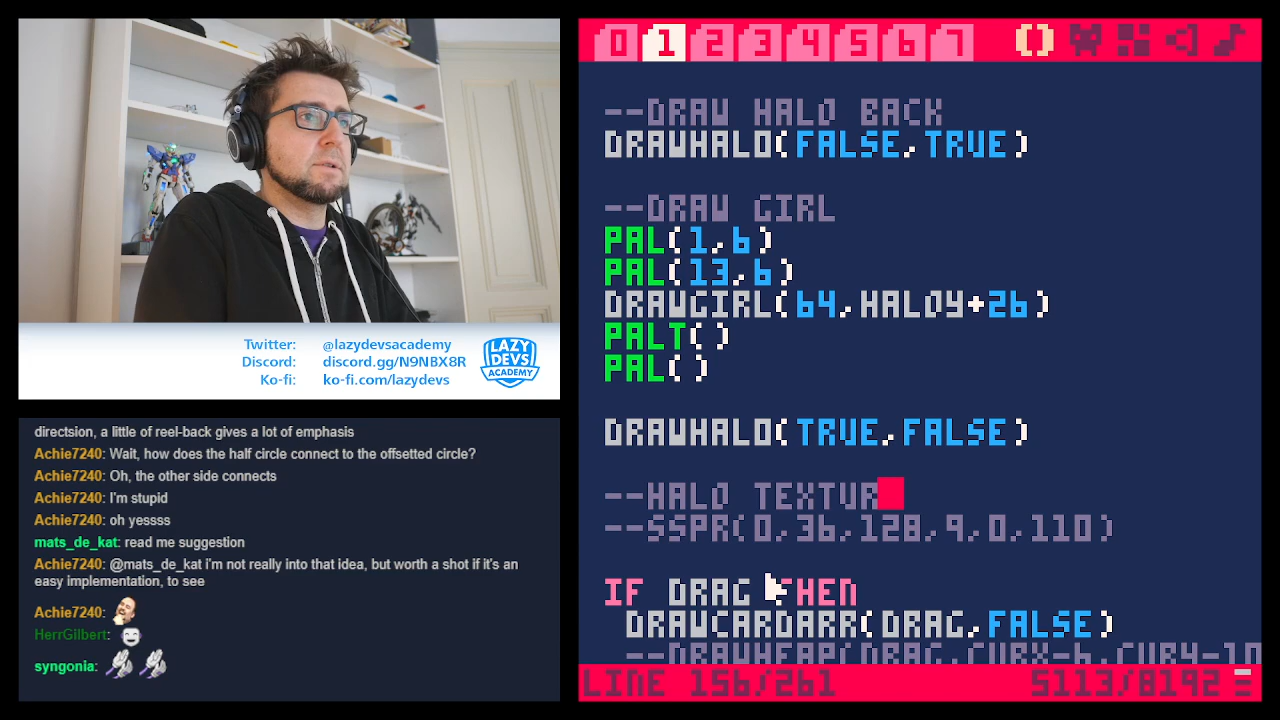 Twitter: @lazydevsacademy
Discord: discord.gg/N9NBX8R
Ko-fi: ko-fi.com/lazydevs
LAZY
DEVS
ACADEMY
directsion, a little of reel-back gives a lot of emphasis
Achie7240: Wait, how does the half circle connect to the offsetted circle?
Achie7240: Oh, the other side connects
Achie7240: I'm stupid
Achie7240: oh yessss
mats_de_kat: read me suggestion
Achie7240: @mats_de_kat i'm not really into that idea, but worth a shot if it's an
easy implementation, to see
Achie7240:
HerrGilbert:
syngonia:
0 1 2 3 4 5 6 7
--DRAW HALO BACK
DRAWHALO(FALSE,TRUE)
--DRAW GIRL
PAL(1,6)
PAL(13,6)
DRAWGIRL(64,HALOY+26)
PALT()
PAL()
DRAWHALO(TRUE,FALSE)
--HALO TEXTUR
--SSPR(0,36,128,9,0,110)
IF DRAG THEN
DRAWCARDARR(DRAG,FALSE)
--DRAWHEAP(DRAG,CURX-6,CURY-10
LINE 156/261
5113/8192